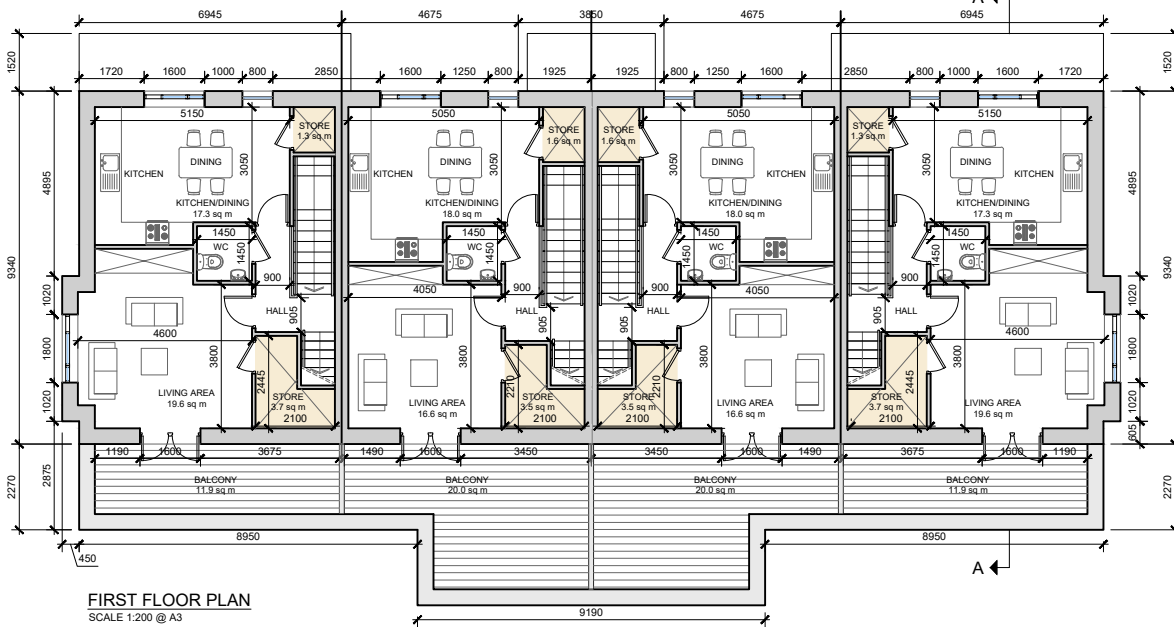 A
6945 4675 3850 4675 6945
1520 1520
1720 1600 1000 800 2850 1600 1250 800 1925 1925 800 1250 1600 2850 800 1000 1600 1720
5150 5050 5050 5150
STORE STORE STORE STORE
1.3 sq m 1.6 sq m 1.6 sq m 1.3 sq m
DINING DINING DINING DINING
3050 3050 3050 3050
KITCHEN KITCHEN KITCHEN KITCHEN
4895 4895
KITCHEN/DINING KITCHEN/DINING KITCHEN/DINING KITCHEN/DINING
17.3 sq m 18.0 sq m 18.0 sq m 17.3 sq m
1450 1450 1450 1450
WC WC WC WC
1450 1450 1450 1450
9340 9340
900 900 900 900
4050 4050
1020 1020
HALL HALL HALL HALL
905 905 905 905
4600 4600
1800 3800 3800 3800 3800 1800
2445 2210 2210 2445
LIVING AREA LIVING AREA LIVING AREA LIVING AREA
19.6 sq m 16.6 sq m 16.6 sq m 19.6 sq m
STORE STORE STORE STORE
3.7 sq m 3.5 sq m 3.5 sq m 3.7 sq m
1020 1020
2100 2100 2100 2100
605
1190 1600 3675 1490 1600 3450 3450 1600 1490 3675 1600 1190
2270 2875 2270
BALCONY BALCONY BALCONY BALCONY
11.9 sq m 20.0 sq m 20.0 sq m 11.9 sq m
8950 8950
450
A
FIRST FLOOR PLAN
SCALE 1:200 @ A3
9190